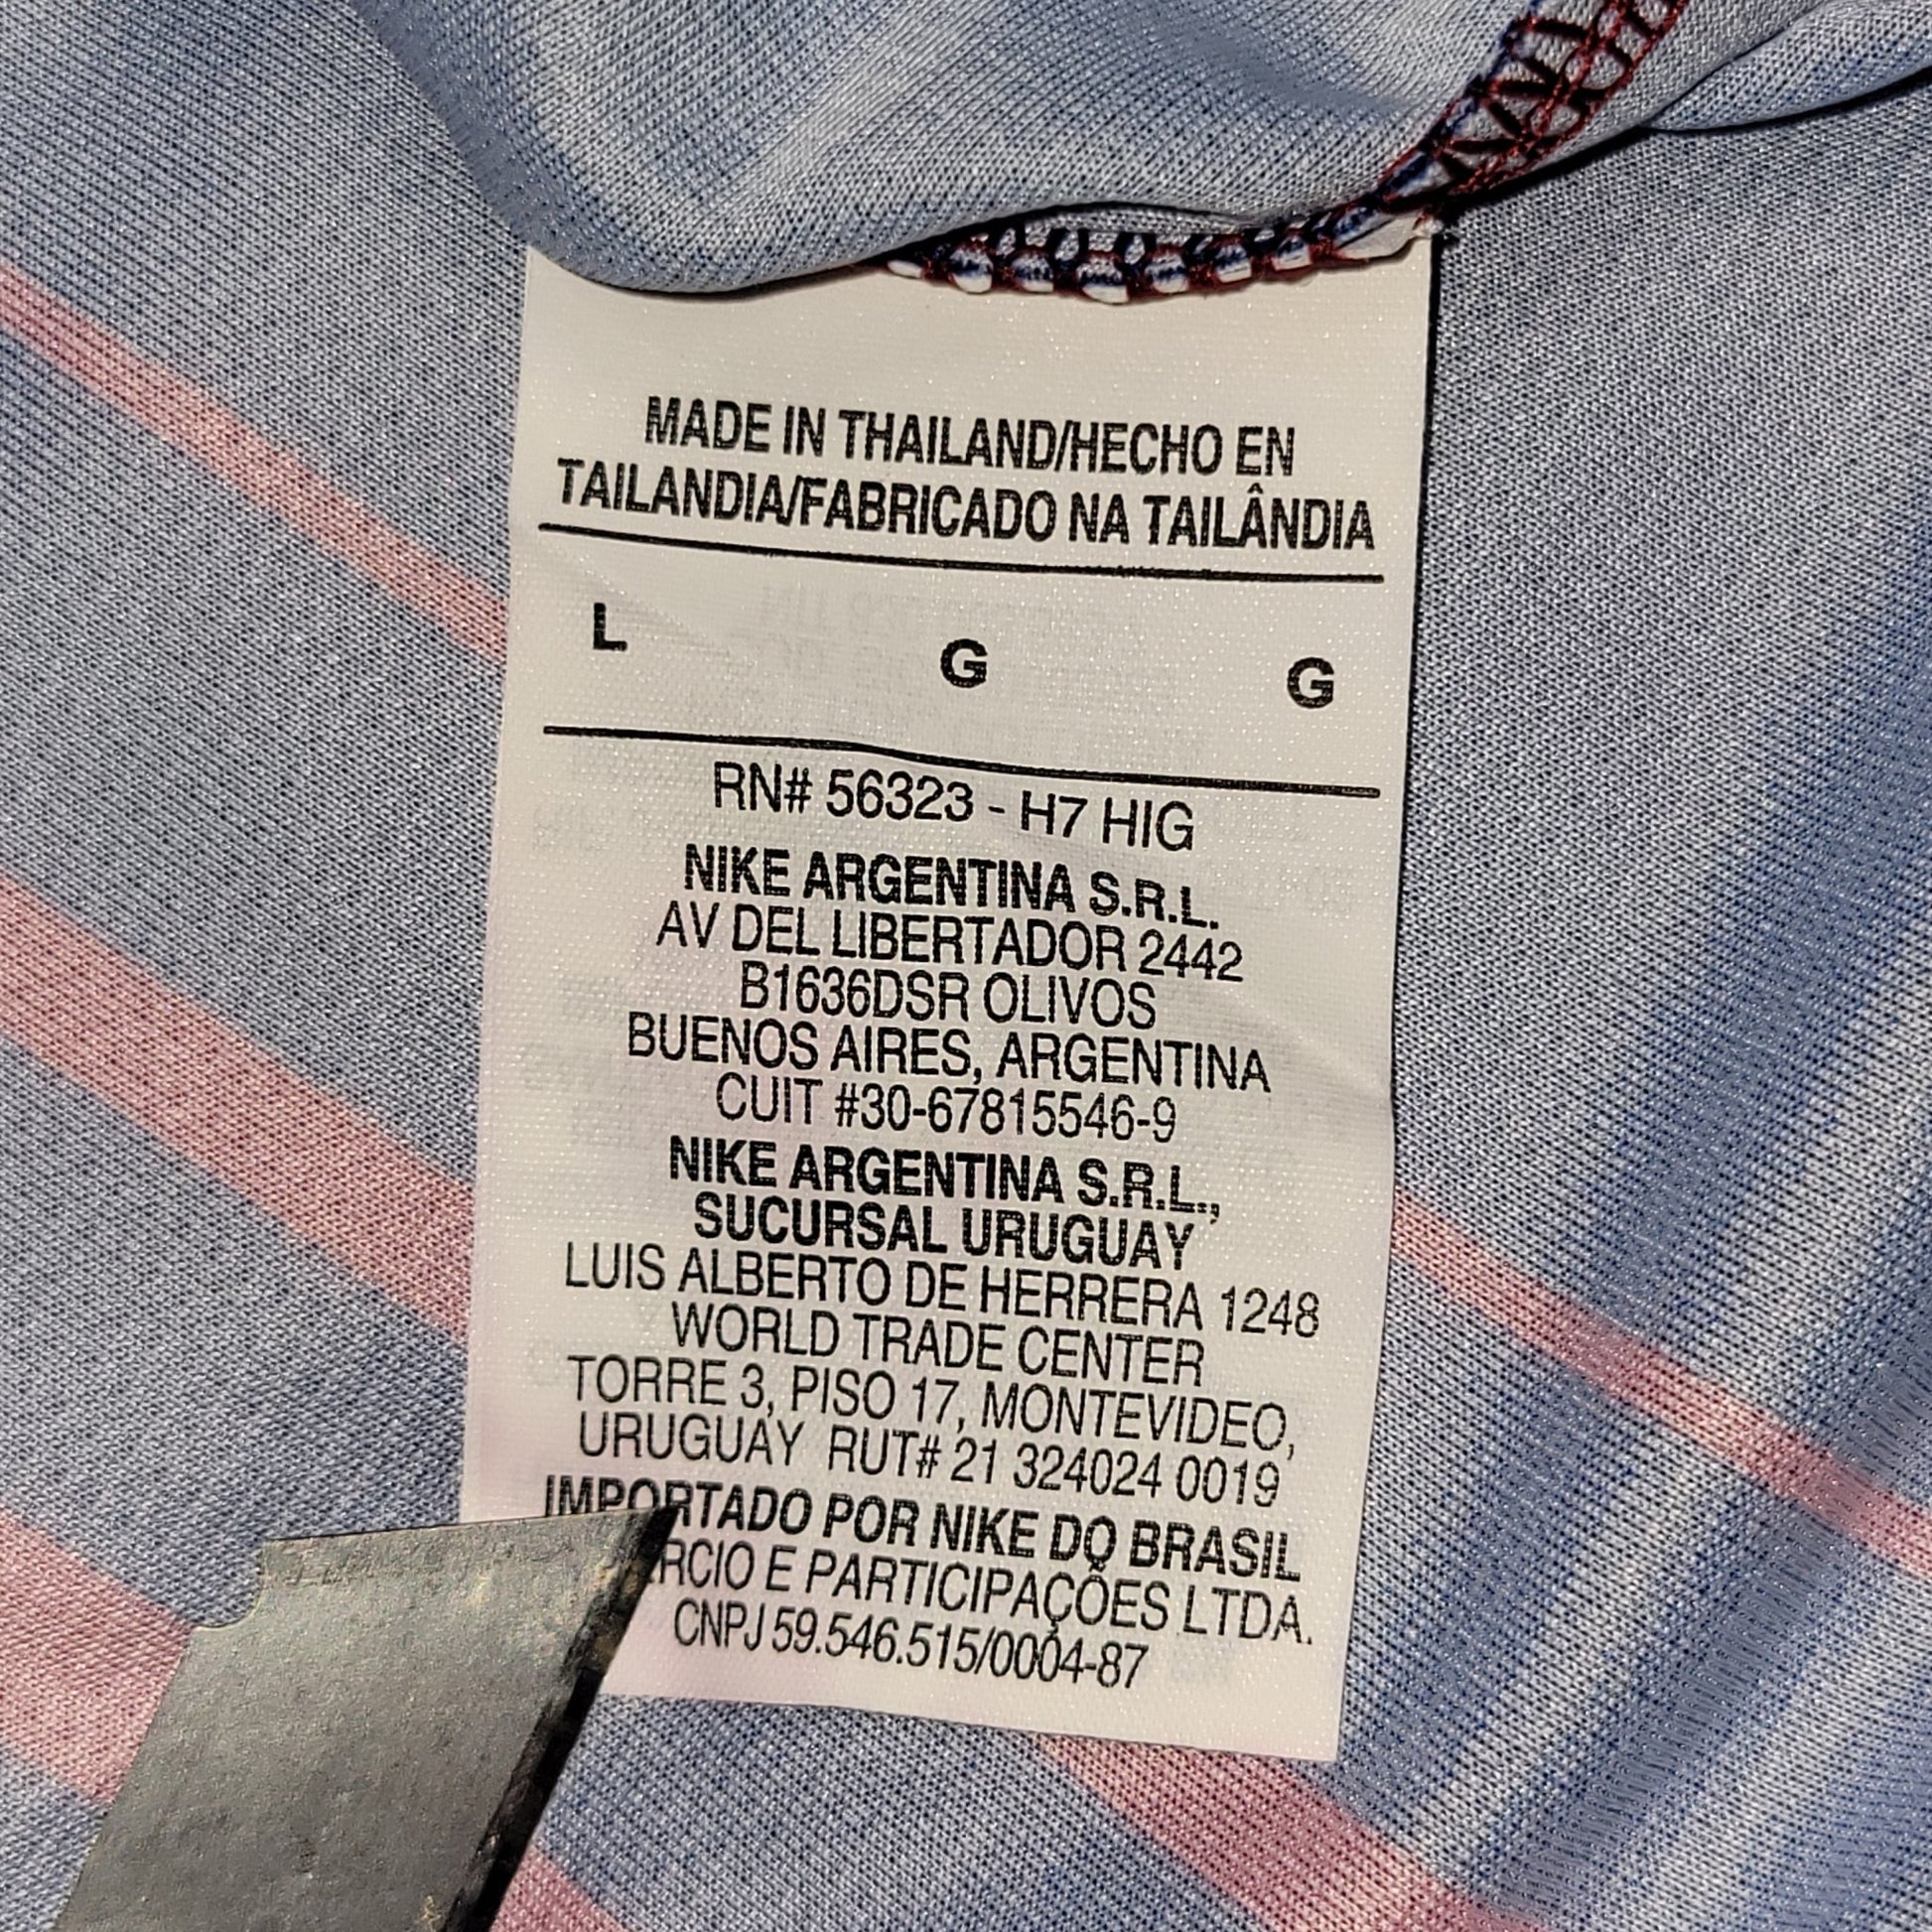 MADE IN THAILAND/HECHO EN
TAILANDIA/FABRICADO NA TAILÂNDIA
L G G
RN# 56323 - H7 HIG
NIKE ARGENTINA S.R.L.
AV DEL LIBERTADOR 2442
B1636DSR OLIVOS
BUENOS AIRES, ARGENTINA
CUIT #30-67815546-9
NIKE ARGENTINA S.R.L.,
SUCURSAL URUGUAY
LUIS ALBERTO DE HERRERA 1248
WORLD TRADE CENTER
TORRE 3, PISO 17, MONTEVIDEO,
URUGUAY RUT# 21 324024 0019
IMPORTADO POR NIKE DO BRASIL
E PARTICIPAÇÕES LTDA.
CNPJ 59.546.515/0004-87